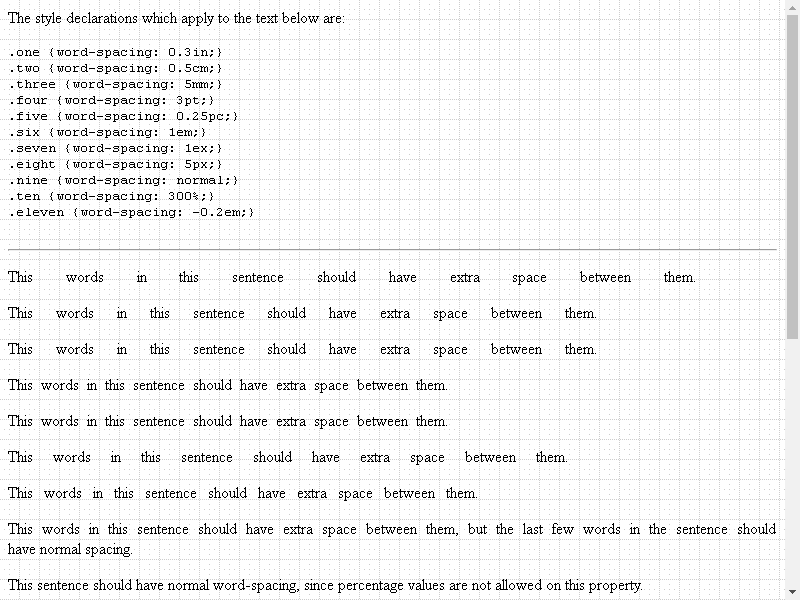 The style declarations which apply to the text below are:
.one {word-spacing: 0.3in;}
.two {word-spacing: 0.5cm;}
.three {word-spacing: 5mm;}
.four {word-spacing: 3pt;}
.five {word-spacing: 0.25pc;}
.six {word-spacing: 1em;}
.seven {word-spacing: 1ex;}
.eight {word-spacing: 5px;}
.nine {word-spacing: normal;}
.ten {word-spacing: 300%;}
.eleven {word-spacing: -0.2em;}
This words in this sentence should have extra space between them.
This words in this sentence should have extra space between them.
This words in this sentence should have extra space between them.
This words in this sentence should have extra space between them.
This words in this sentence should have extra space between them.
This words in this sentence should have extra space between them.
This words in this sentence should have extra space between them.
This words in this sentence should have extra space between them, but the last few words in the sentence should
have normal spacing.
This sentence should have normal word-spacing, since percentage values are not allowed on this property.